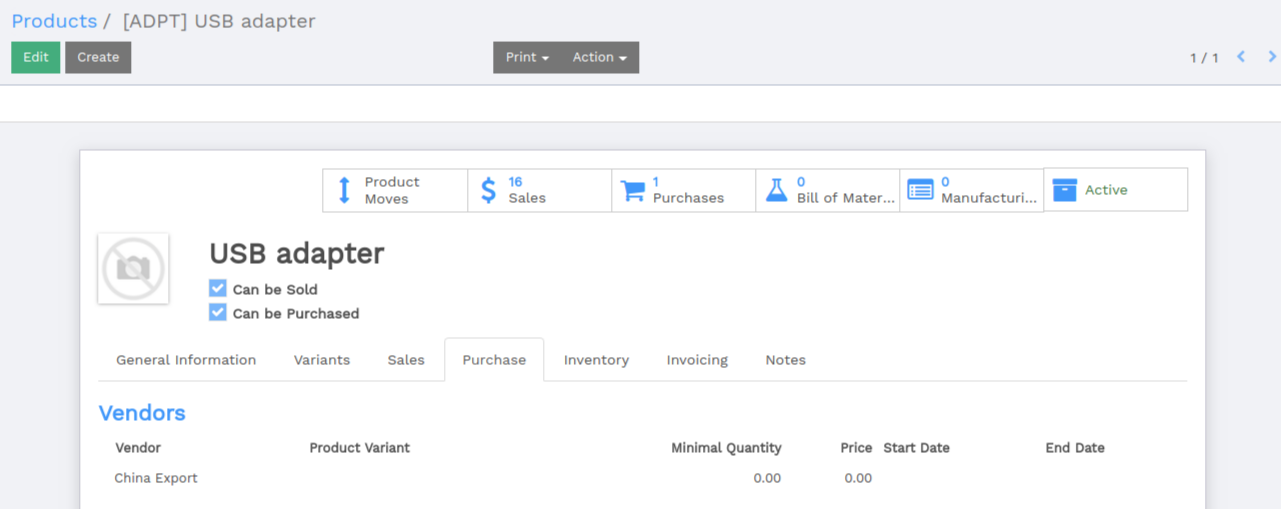 Products / [ADPT] USB adapter
Edit Create Print Action 1 / 1
Product Moves
16 Sales
1 Purchases
0 Bill of Mater...
0 Manufacturi...
Active
USB adapter
Can be Sold
Can be Purchased
General Information Variants Sales Purchase Inventory Invoicing Notes
Vendors
Vendor Product Variant Minimal Quantity Price Start Date End Date
China Export 0.00 0.00